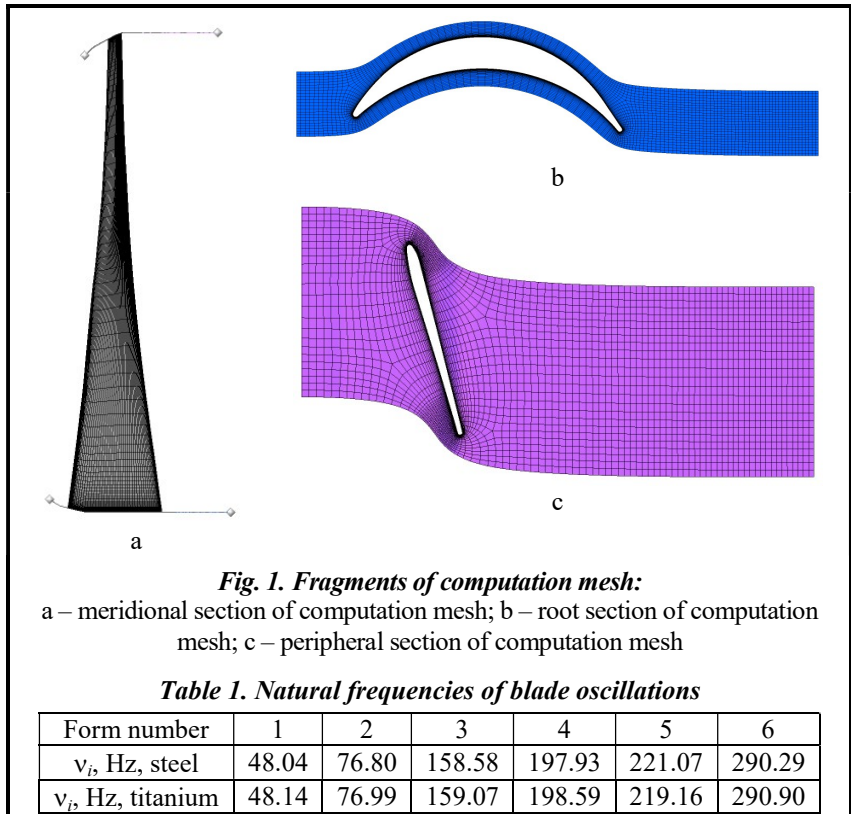 a
b
c
Fig. 1. Fragments of computation mesh:
a – meridional section of computation mesh; b – root section of computation
mesh; c – peripheral section of computation mesh
Table 1. Natural frequencies of blade oscillations
Form number 1 2 3 4 5 6
νi, Hz, steel 48.04 76.80 158.58 197.93 221.07 290.29
νi, Hz, titanium 48.14 76.99 159.07 198.59 219.16 290.90